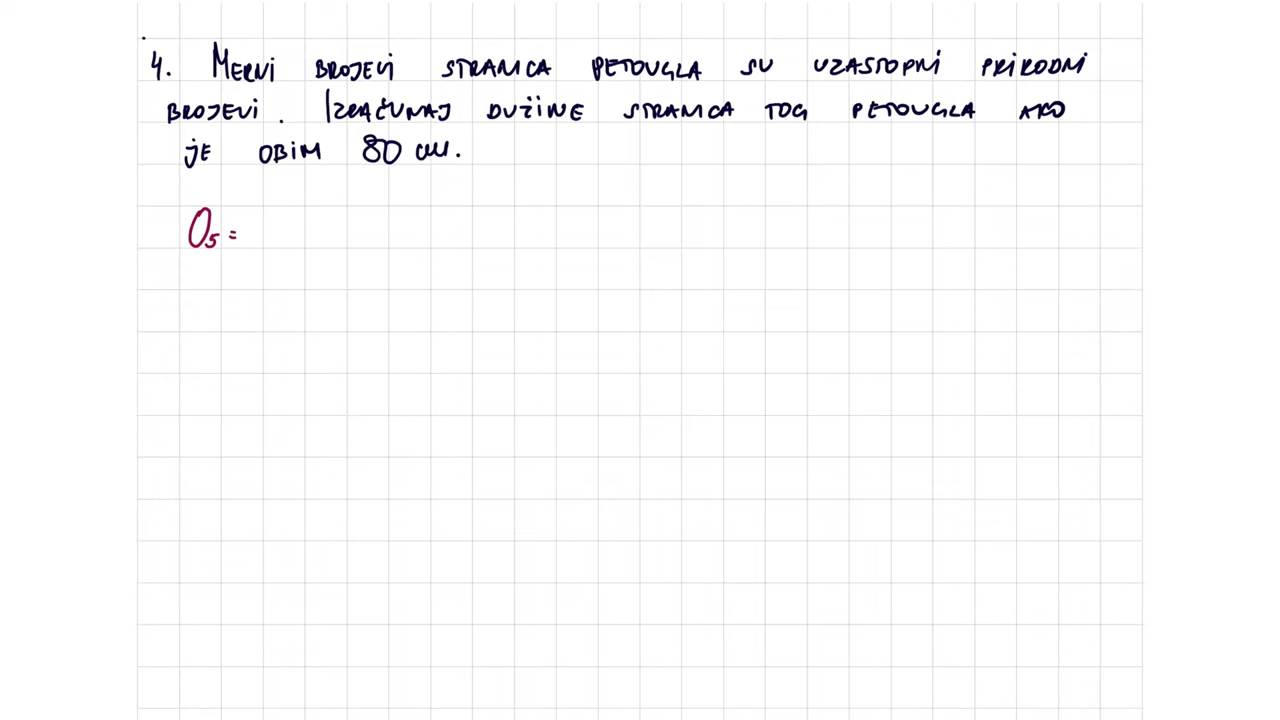 4. Merni brojevi stranica petougla su uzastopni prirodni
brojevi. Izračunaj dužine stranica tog petougla ako
je obim 80 cm.
O₅ =